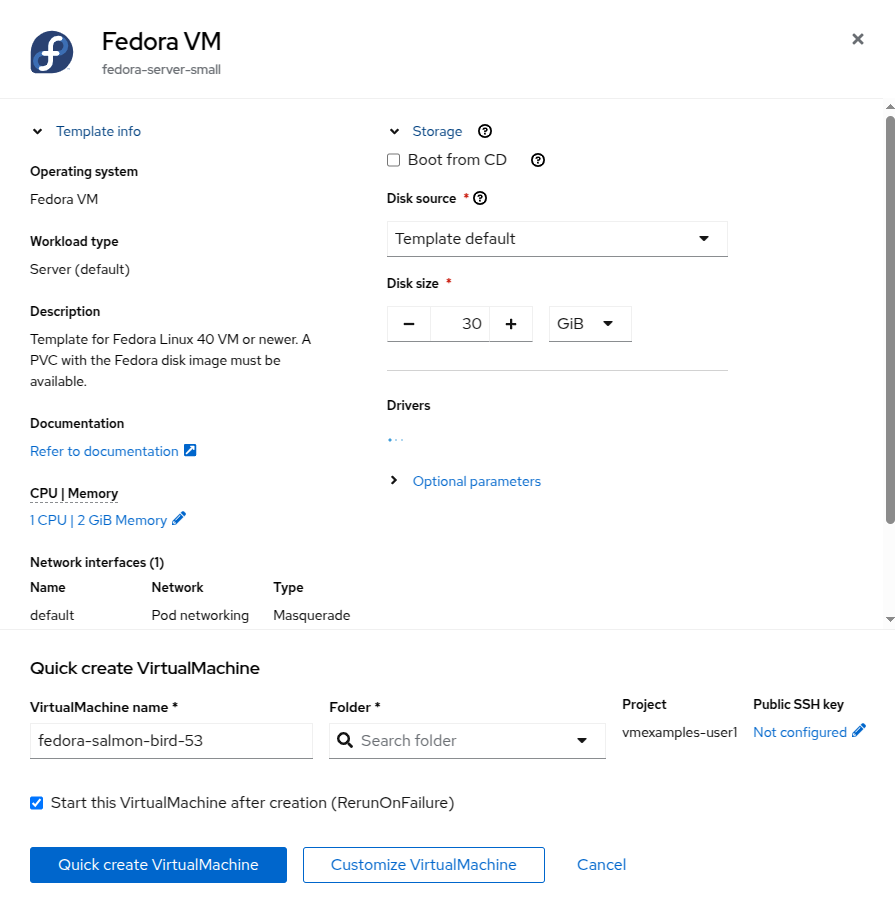 Fedora VM
fedora-server-small
Template info
Operating system
Fedora VM
Workload type
Server (default)
Description
Template for Fedora Linux 40 VM or newer. A
PVC with the Fedora disk image must be
available.
Documentation
Refer to documentation
CPU | Memory
1 CPU | 2 GiB Memory
Network interfaces (1)
Name Network Type
default Pod networking Masquerade
Storage
Boot from CD
Disk source *
Template default
Disk size *
30 GiB
Drivers
Optional parameters
Quick create VirtualMachine
VirtualMachine name * Folder * Project Public SSH key
fedora-salmon-bird-53 Search folder vmexamples-user1 Not configured
Start this VirtualMachine after creation (RerunOnFailure)
Quick create VirtualMachine Customize VirtualMachine Cancel